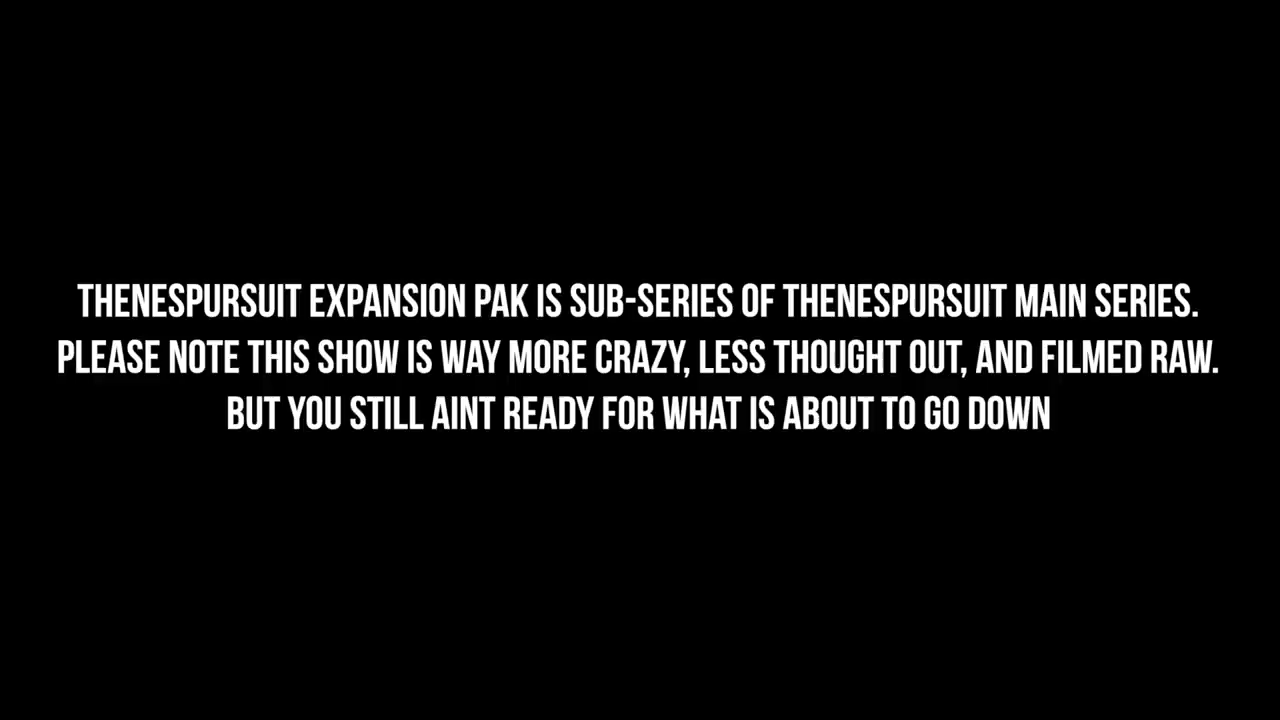 THENESPURSUIT EXPANSION PAK IS SUB-SERIES OF THENESPURSUIT MAIN SERIES.
PLEASE NOTE THIS SHOW IS WAY MORE CRAZY, LESS THOUGHT OUT, AND FILMED RAW.
BUT YOU STILL AINT READY FOR WHAT IS ABOUT TO GO DOWN